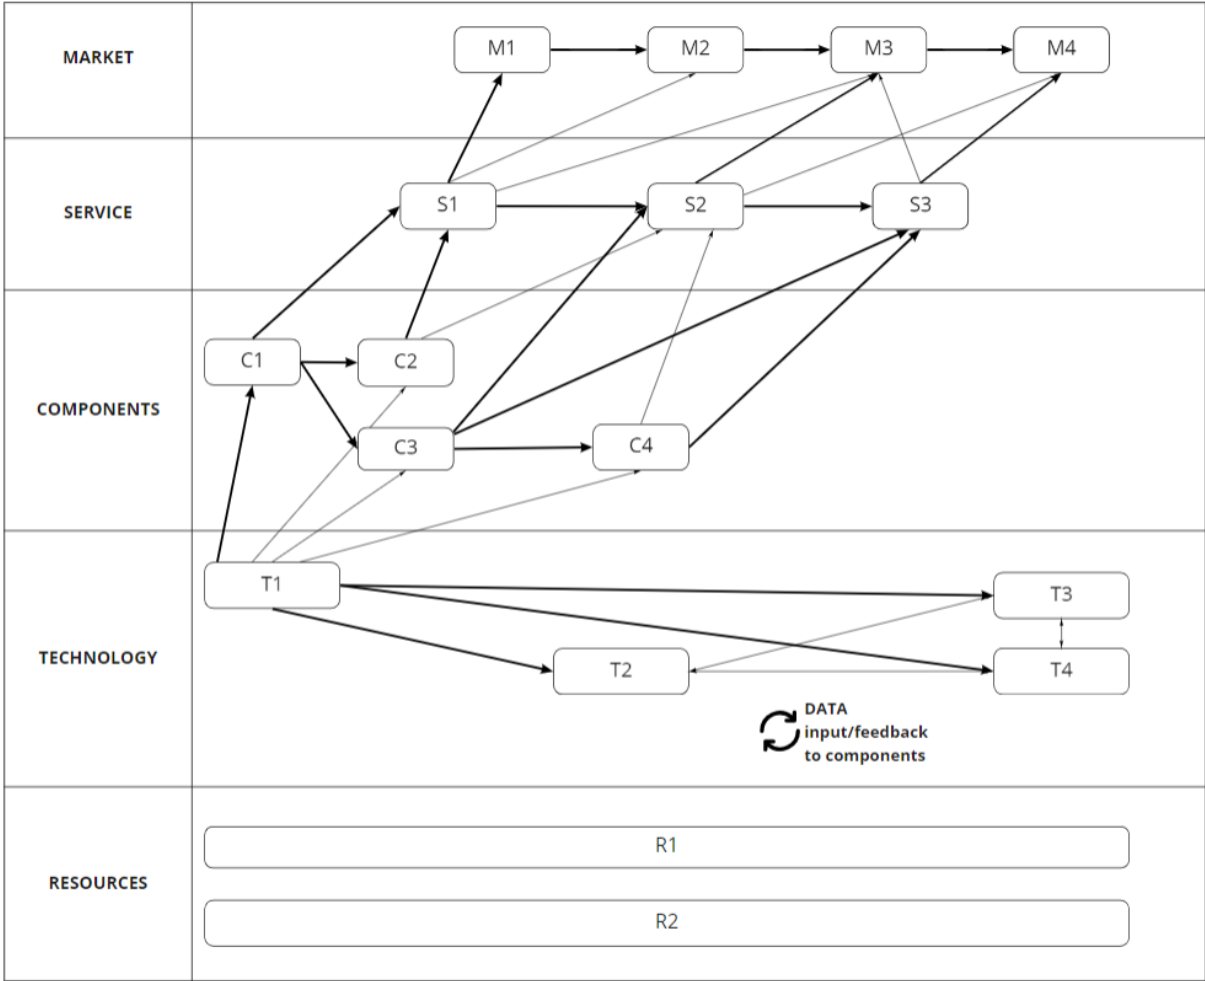 MARKET
M1
M2
M3
M4
SERVICE
S1
S2
S3
COMPONENTS
C1
C2
C3
C4
TECHNOLOGY
T1
T3
T2
T4
DATA
input/feedback
to components
RESOURCES
R1
R2